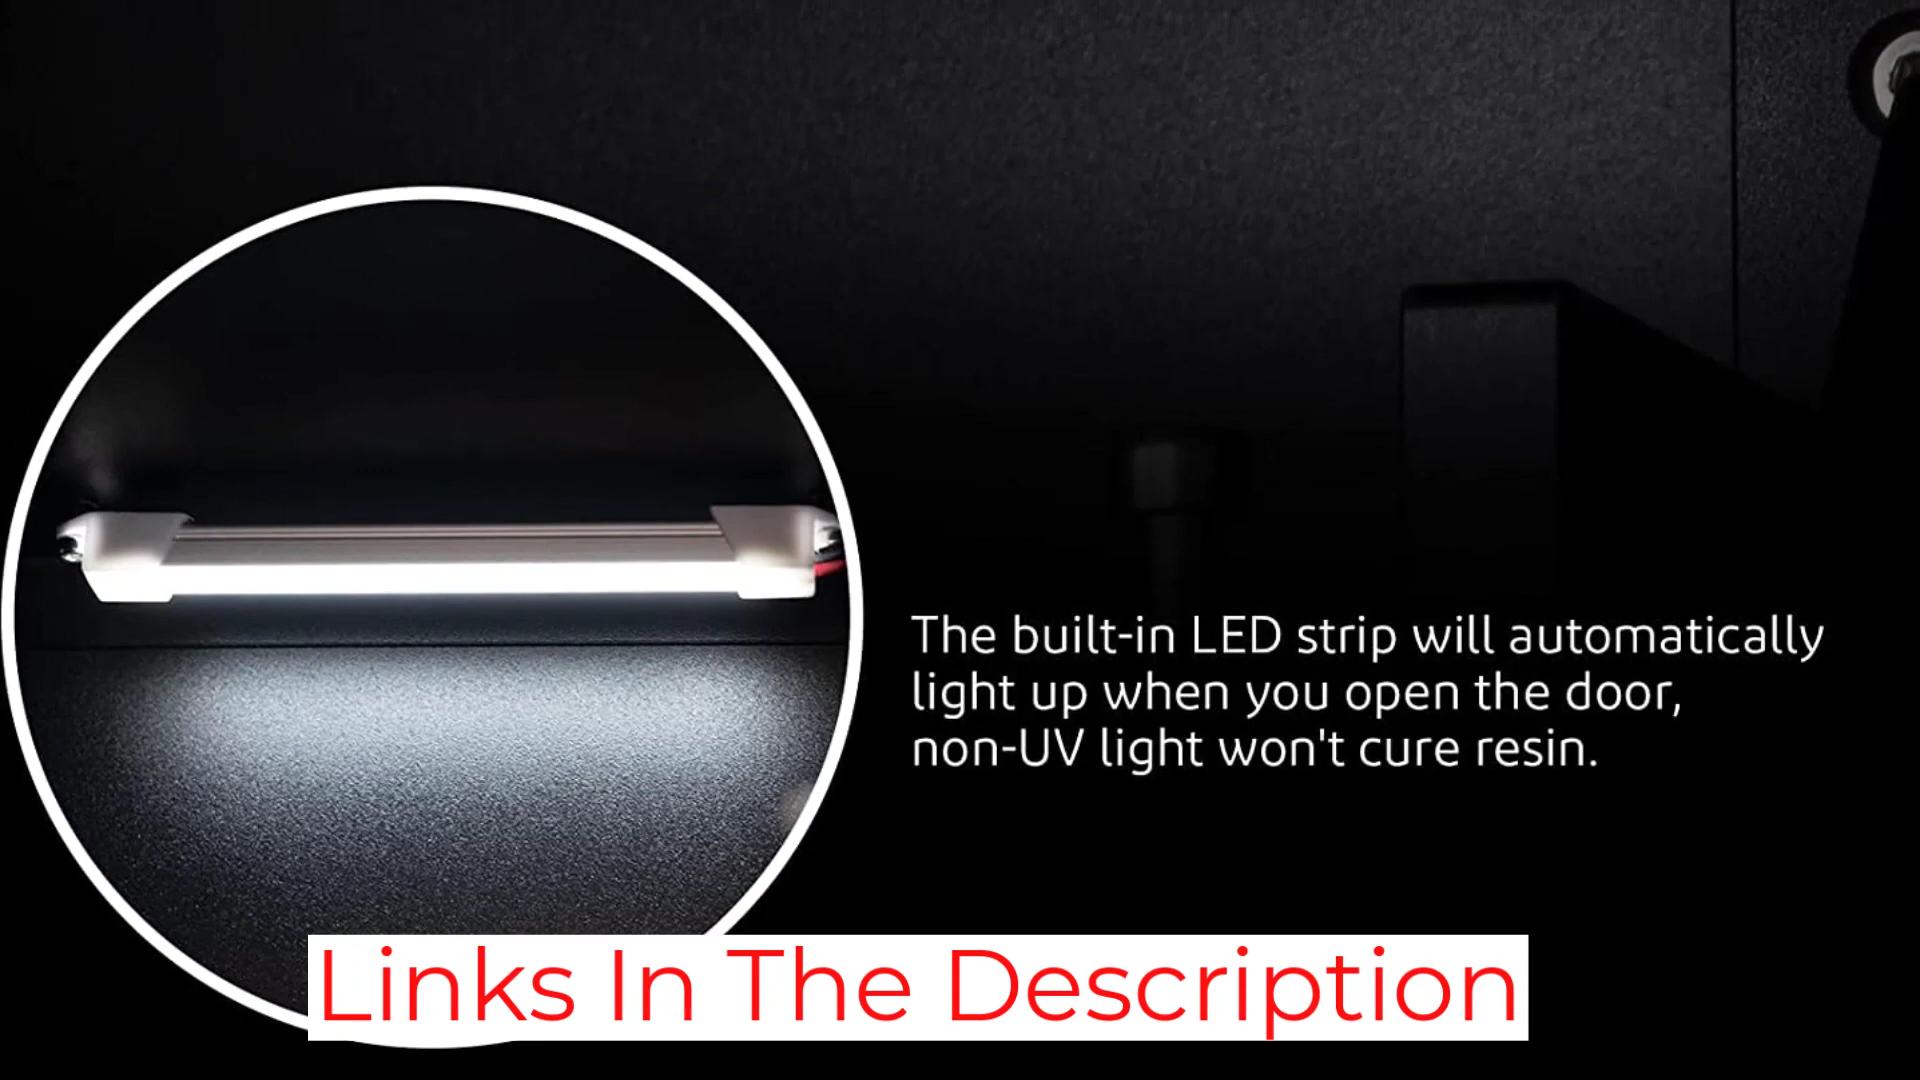 The built-in LED strip will automatically
light up when you open the door,
non-UV light won't cure resin.
Links In The Description